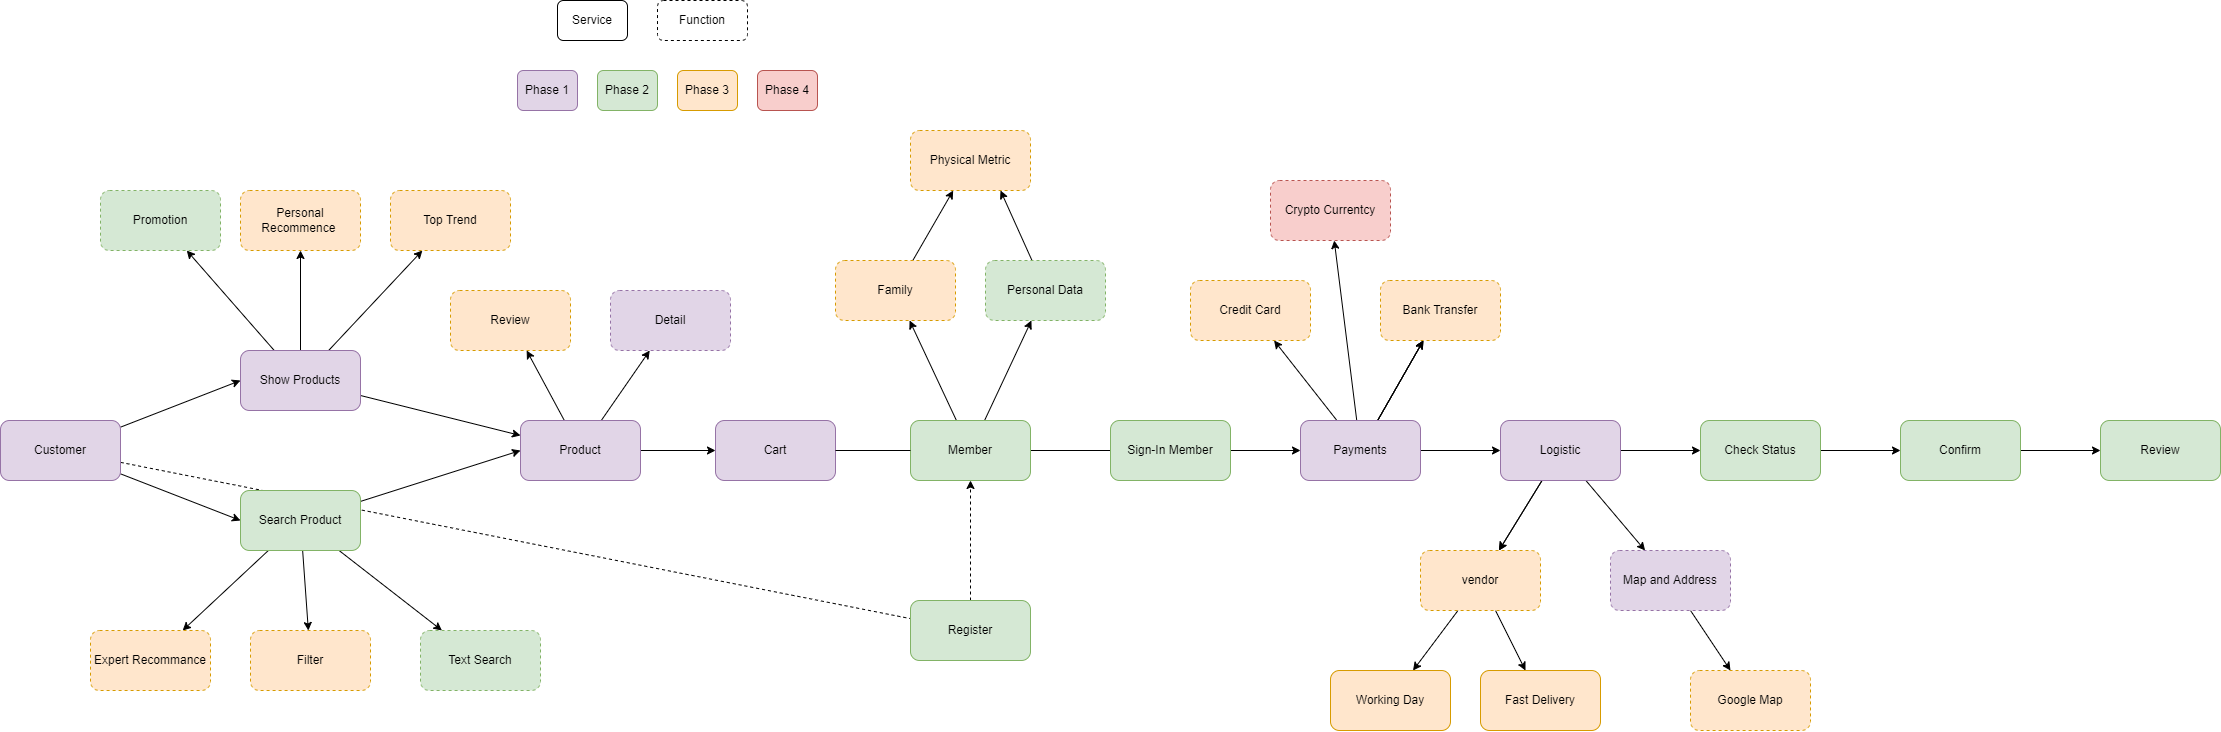 Service
Function
Phase 1
Phase 2
Phase 3
Phase 4
Physical Metric
Promotion
Personal
Recommence
Top Trend
Crypto Currentcy
Family
Personal Data
Review
Detail
Credit Card
Bank Transfer
Show Products
Customer
Product
Cart
Member
Sign-In Member
Payments
Logistic
Check Status
Confirm
Review
Search Product
vendor
Map and Address
Register
Expert Recommance
Filter
Text Search
Working Day
Fast Delivery
Google Map